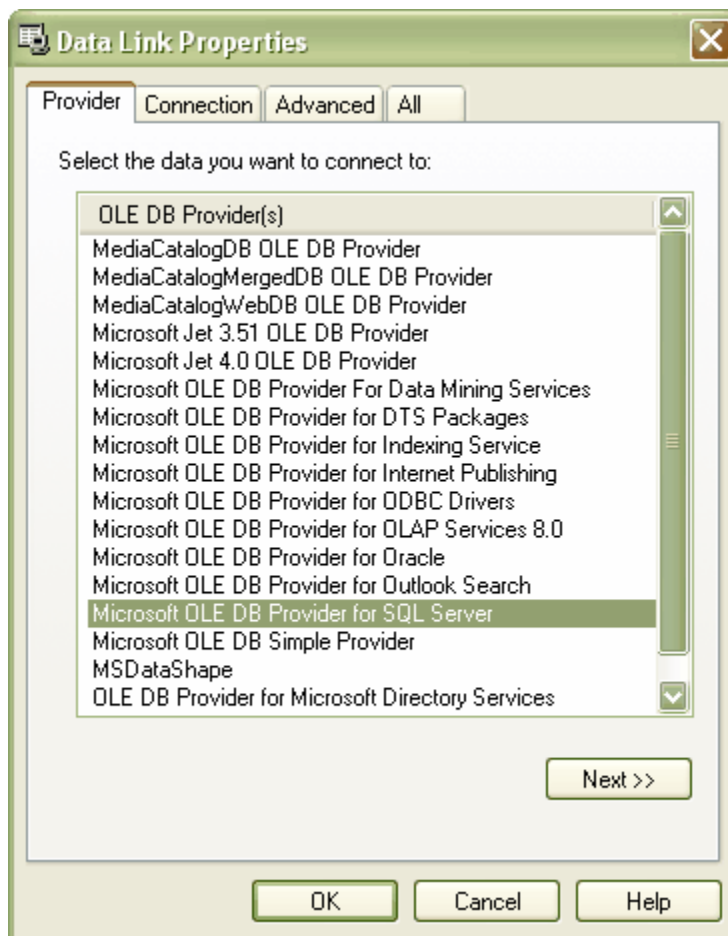 Data Link Properties
Provider Connection Advanced All
Select the data you want to connect to:
OLE DB Provider(s)
MediaCatalogDB OLE DB Provider
MediaCatalogMergedDB OLE DB Provider
MediaCatalogWebDB OLE DB Provider
Microsoft Jet 3.51 OLE DB Provider
Microsoft Jet 4.0 OLE DB Provider
Microsoft OLE DB Provider For Data Mining Services
Microsoft OLE DB Provider for DTS Packages
Microsoft OLE DB Provider for Indexing Service
Microsoft OLE DB Provider for Internet Publishing
Microsoft OLE DB Provider for ODBC Drivers
Microsoft OLE DB Provider for OLAP Services 8.0
Microsoft OLE DB Provider for Oracle
Microsoft OLE DB Provider for Outlook Search
Microsoft OLE DB Provider for SQL Server
Microsoft OLE DB Simple Provider
MSDataShape
OLE DB Provider for Microsoft Directory Services
Next >>
OK Cancel Help